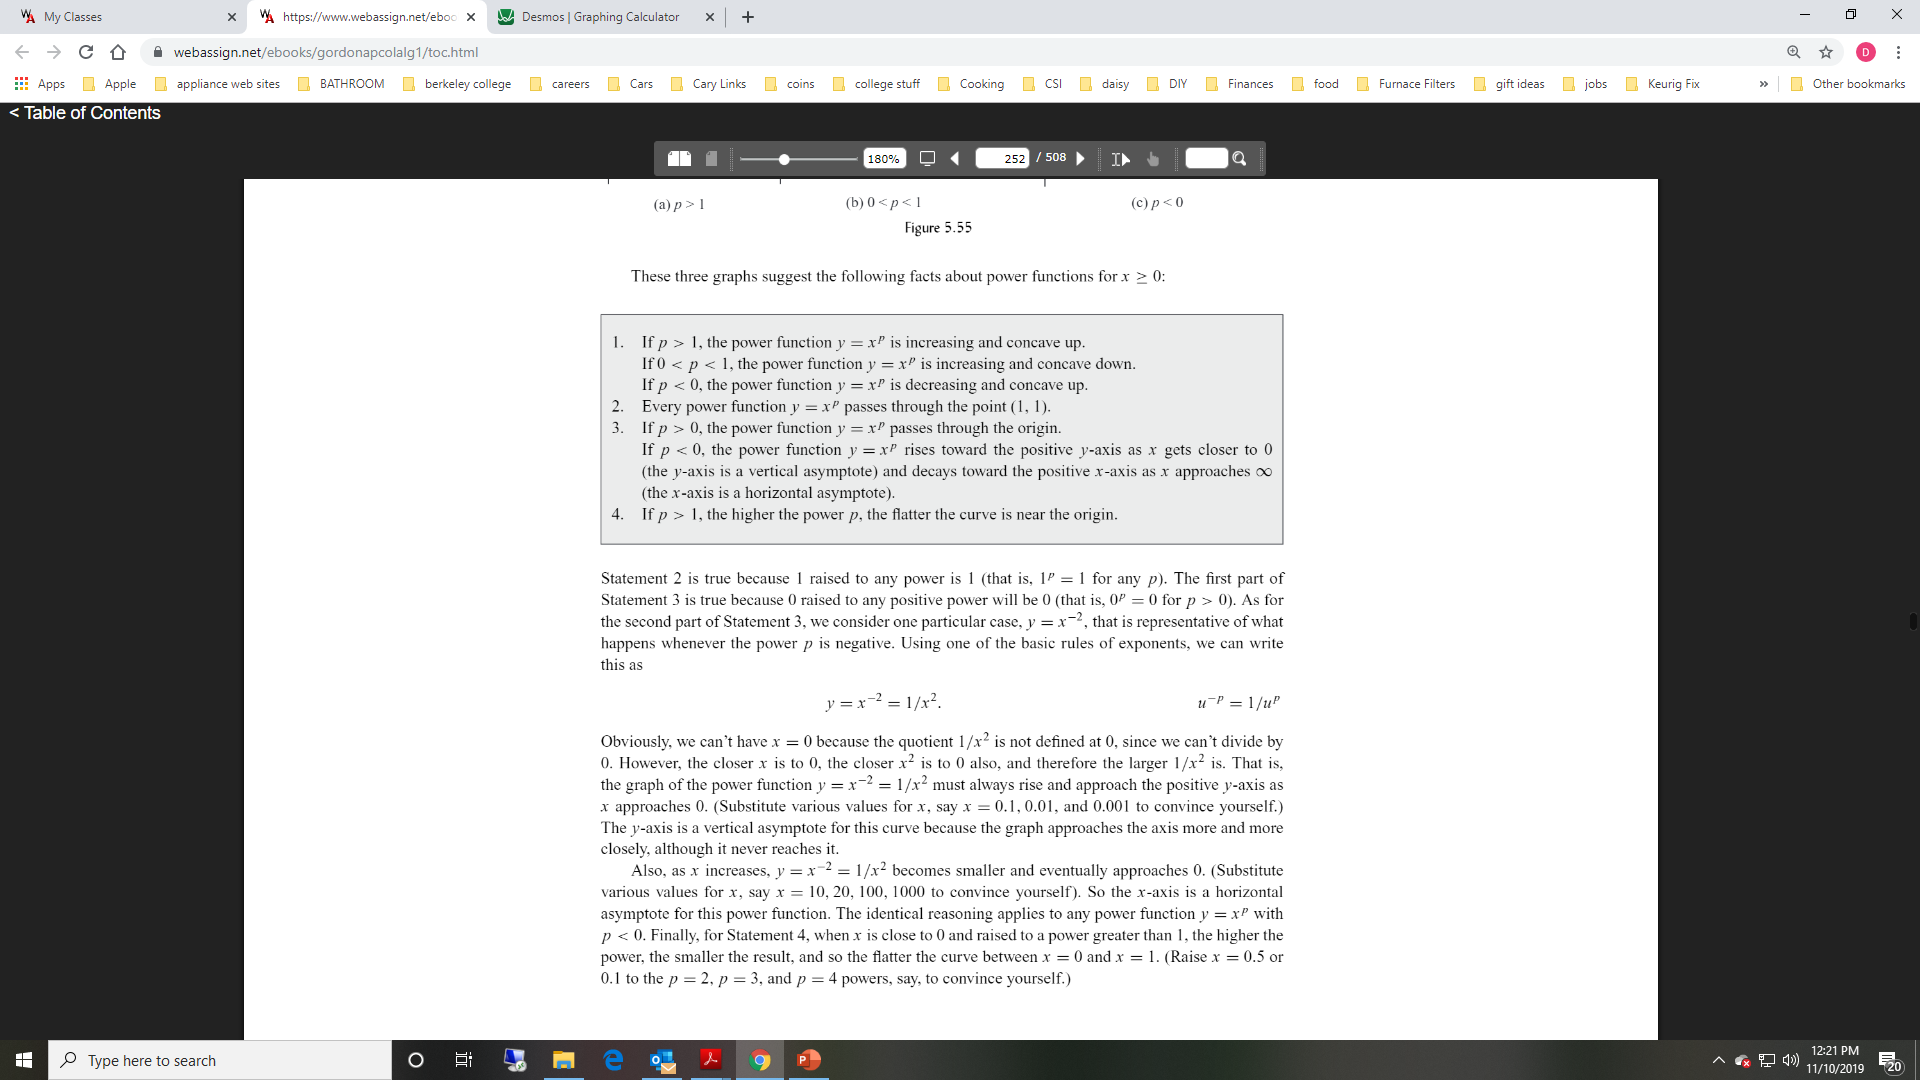 My Classes
https://www.webassign.net/eboo
Desmos | Graphing Calculator
webassign.net/ebooks/gordonapcolalg1/toc.html
D
Apps Apple appliance web sites BATHROOM berkeley college careers Cars Cary Links coins college stuff Cooking CSI daisy DIY Finances food Furnace Filters gift ideas jobs Keurig Fix » Other bookmarks
< Table of Contents
180% 252 / 508
(a) p > 1 (b) 0 < p < 1 (c) p < 0
Figure 5.55
These three graphs suggest the following facts about power functions for x ≥ 0:
1. If p > 1, the power function y = xᵖ is increasing and concave up.
If 0 < p < 1, the power function y = xᵖ is increasing and concave down.
If p < 0, the power function y = xᵖ is decreasing and concave up.
2. Every power function y = xᵖ passes through the point (1, 1).
3. If p > 0, the power function y = xᵖ passes through the origin.
If p < 0, the power function y = xᵖ rises toward the positive y-axis as x gets closer to 0
(the y-axis is a vertical asymptote) and decays toward the positive x-axis as x approaches ∞
(the x-axis is a horizontal asymptote).
4. If p > 1, the higher the power p, the flatter the curve is near the origin.
Statement 2 is true because 1 raised to any power is 1 (that is, 1ᵖ = 1 for any p). The first part of
Statement 3 is true because 0 raised to any positive power will be 0 (that is, 0ᵖ = 0 for p > 0). As for
the second part of Statement 3, we consider one particular case, y = x⁻², that is representative of what
happens whenever the power p is negative. Using one of the basic rules of exponents, we can write
this as
y = x⁻² = 1/x². u⁻ᵖ = 1/uᵖ
Obviously, we can't have x = 0 because the quotient 1/x² is not defined at 0, since we can't divide by
0. However, the closer x is to 0, the closer x² is to 0 also, and therefore the larger 1/x² is. That is,
the graph of the power function y = x⁻² = 1/x² must always rise and approach the positive y-axis as
x approaches 0. (Substitute various values for x, say x = 0.1, 0.01, and 0.001 to convince yourself.)
The y-axis is a vertical asymptote for this curve because the graph approaches the axis more and more
closely, although it never reaches it.
Also, as x increases, y = x⁻² = 1/x² becomes smaller and eventually approaches 0. (Substitute
various values for x, say x = 10, 20, 100, 1000 to convince yourself). So the x-axis is a horizontal
asymptote for this power function. The identical reasoning applies to any power function y = xᵖ with
p < 0. Finally, for Statement 4, when x is close to 0 and raised to a power greater than 1, the higher the
power, the smaller the result, and so the flatter the curve between x = 0 and x = 1. (Raise x = 0.5 or
0.1 to the p = 2, p = 3, and p = 4 powers, say, to convince yourself.)
Type here to search
12:21 PM
11/10/2019
20